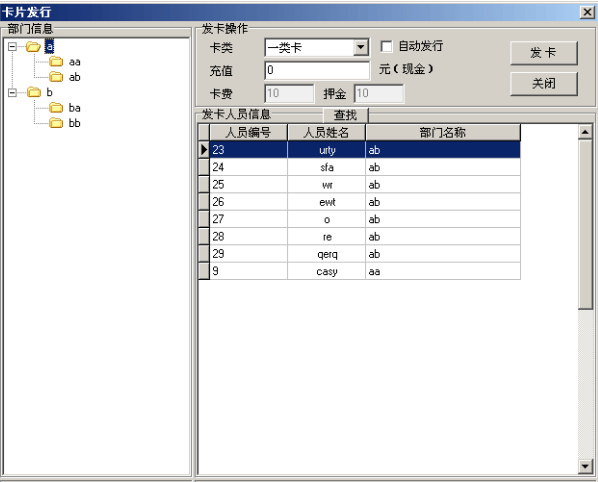 卡片发行
部门信息
a
aa
ab
b
ba
bb
发卡操作
卡类 一类卡 自动发行
充值 0 元(现金)
卡费 10 押金 10
发卡
关闭
发卡人员信息 查找
人员编号 人员姓名 部门名称
23 urty ab
24 sfa ab
25 wr ab
26 ewt ab
27 o ab
28 re ab
29 qerq ab
9 casy aa